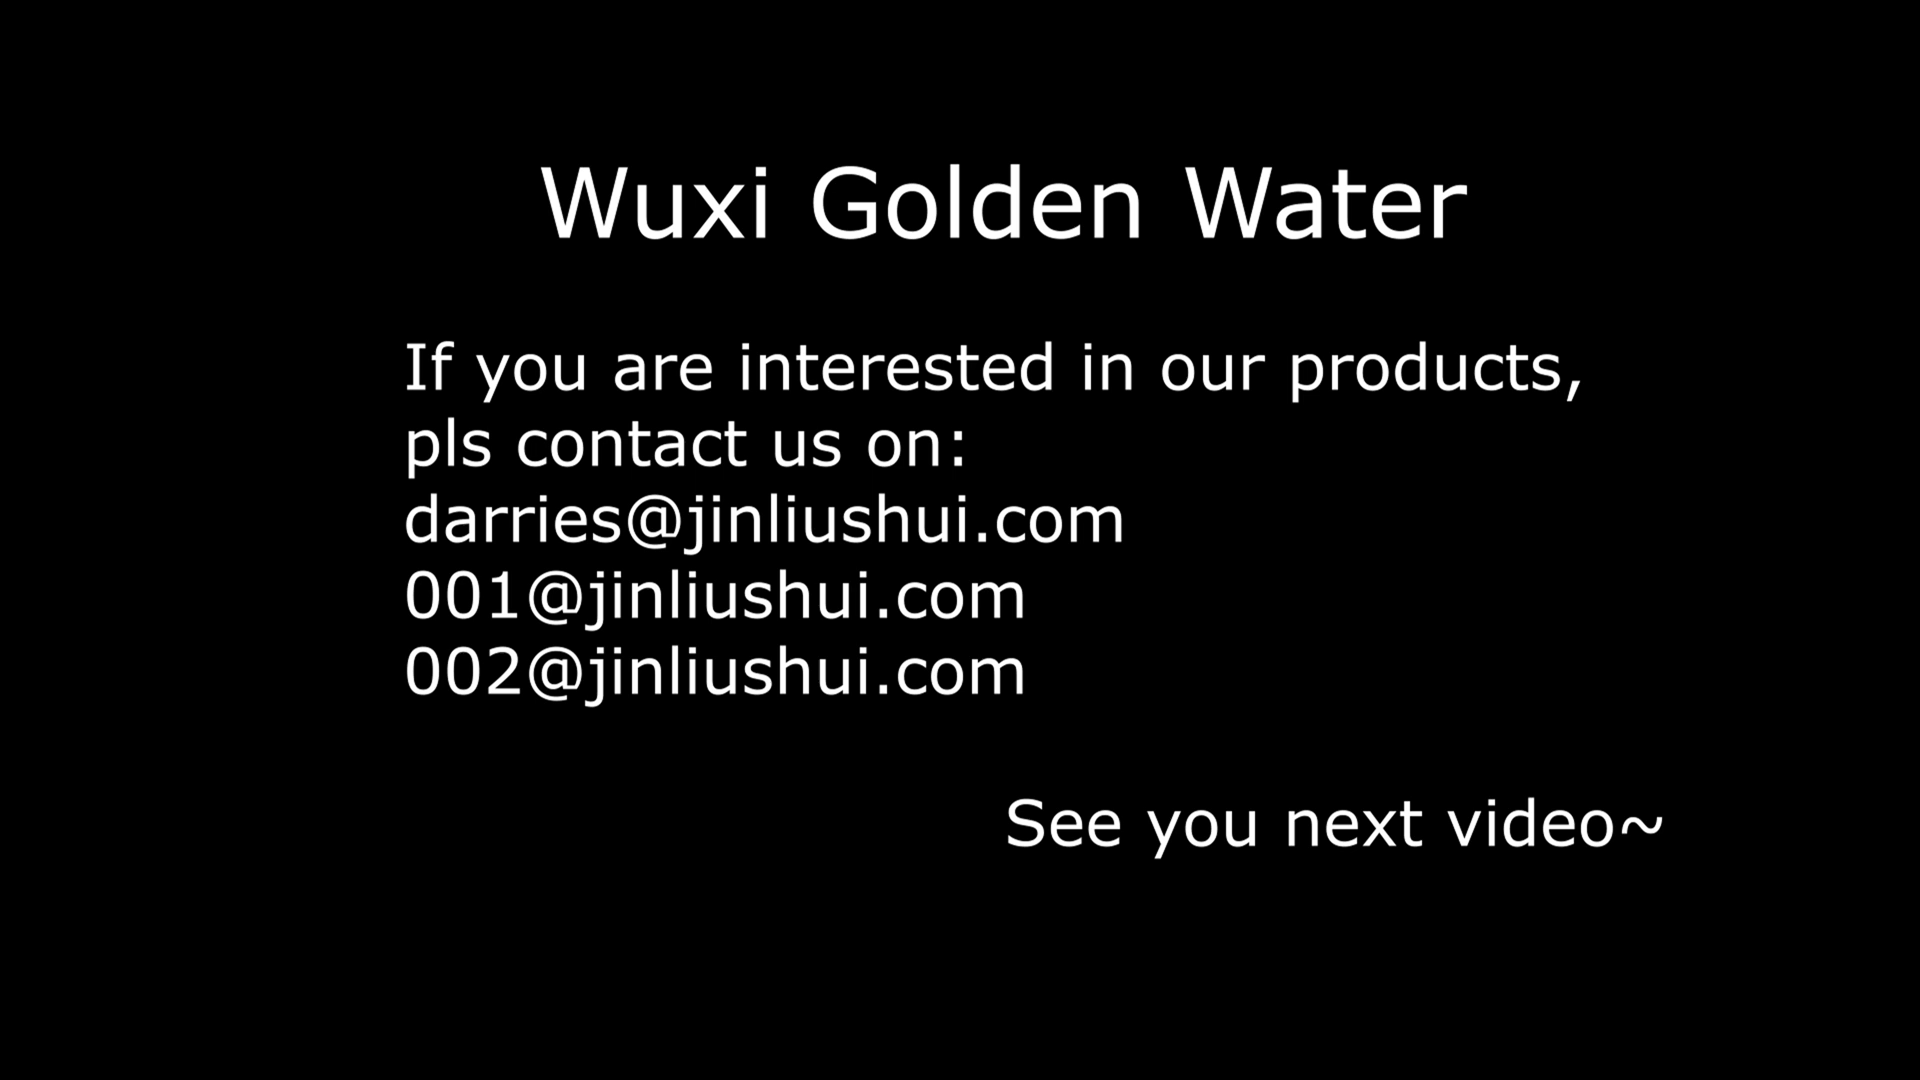 Wuxi Golden Water
If you are interested in our products,
pls contact us on:
darries@jinliushui.com
001@jinliushui.com
002@jinliushui.com
See you next video~